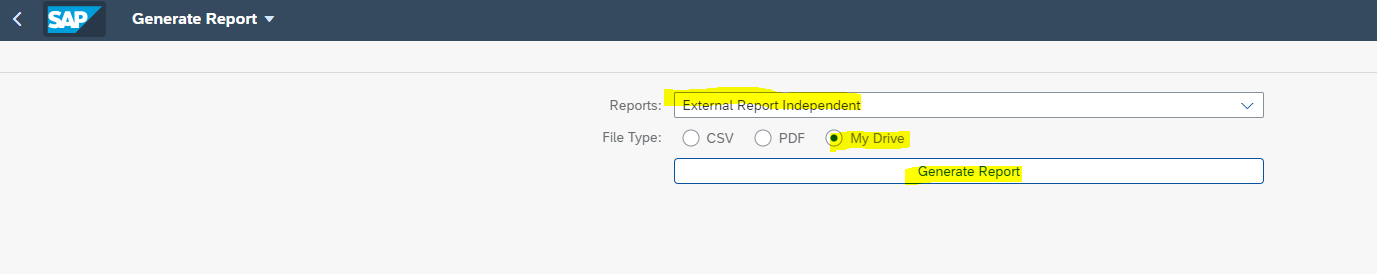 SAP Generate Report
Reports: External Report Independent
File Type: CSV PDF My Drive
Generate Report